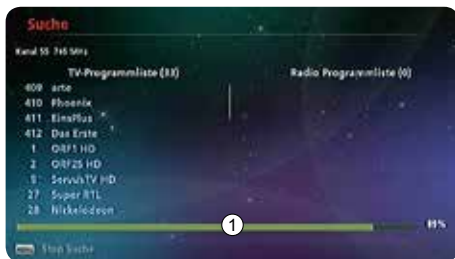 Suche
Kanal 55 746 MHz
TV-Programmliste (33)
Radio Programmliste (0)
409 arte
410 Phoenix
411 EinsPlus
412 Das Erste
1 ORF1 HD
2 ORF2S HD
5 ServusTV HD
27 Super RTL
28 Nickelodeon
1
89%
Stop Suche